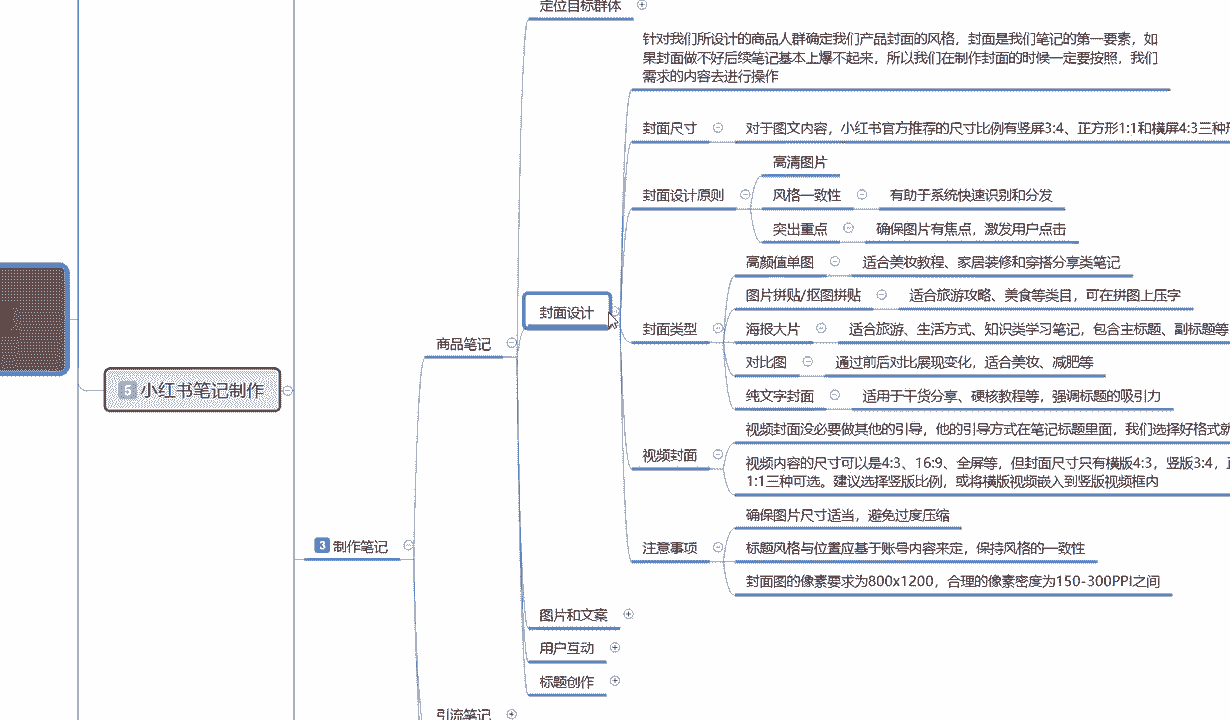 定位目标群体
针对我们所设计的商品人群确定我们产品封面的风格，封面是我们笔记的第一要素，如
果封面做不好后续笔记基本上爆不起来，所以我们在制作封面的时候一定要按照，我们
需求的内容去进行操作
封面尺寸
对于图文内容，小红书官方推荐的尺寸比例有竖屏3:4、正方形1:1和横屏4:3三种
高清图片
封面设计原则
风格一致性
有助于系统快速识别和分发
突出重点
确保图片有焦点，激发用户点击
高颜值单图
适合美妆教程、家居装修和穿搭分享类笔记
图片拼贴/抠图拼贴
适合旅游攻略、美食等类目，可在拼图上压字
封面设计
封面类型
海报大片
适合旅游、生活方式、知识类学习笔记，包含主标题、副标题等
商品笔记
对比图
通过前后对比展现变化，适合美妆、减肥等
5 小红书笔记制作
纯文字封面
适用于干货分享、硬核教程等，强调标题的吸引力
视频封面没必要做其他的引导，他的引导方式在笔记标题里面，我们选择好格式就
视频封面
视频内容的尺寸可以是4:3、16:9、全屏等，但封面尺寸只有横版4:3，竖版3:4，
1:1三种可选。建议选择竖版比例，或将横版视频嵌入到竖版视频框内
确保图片尺寸适当，避免过度压缩
3 制作笔记
注意事项
标题风格与位置应基于账号内容来定，保持风格的一致性
封面图的像素要求为800x1200，合理的像素密度为150-300PPI之间
图片和文案
用户互动
标题创作
引流笔记